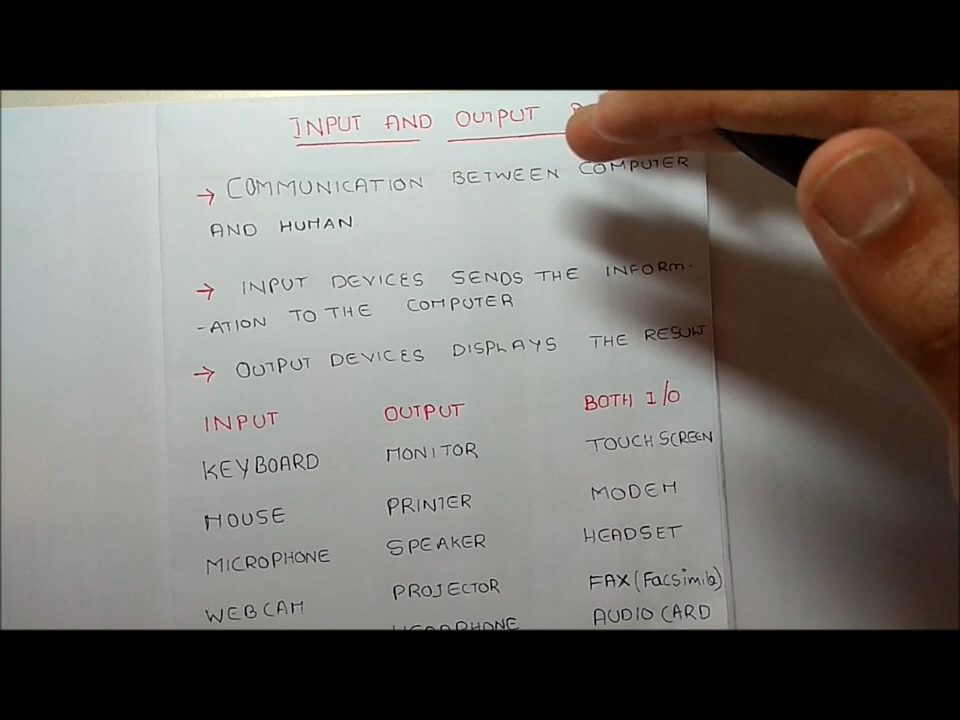 INPUT AND OUTPUT
→ COMMUNICATION BETWEEN COMPUTER
AND HUMAN
→ INPUT DEVICES SENDS THE INFORM-
-ATION TO THE COMPUTER
→ OUTPUT DEVICES DISPLAYS THE RESULT
INPUT OUTPUT BOTH I/O
KEYBOARD MONITOR TOUCH SCREEN
MOUSE PRINTER MODEM
MICROPHONE SPEAKER HEADSET
WEBCAM PROJECTOR FAX (Facsimile)
HEADPHONE AUDIO CARD